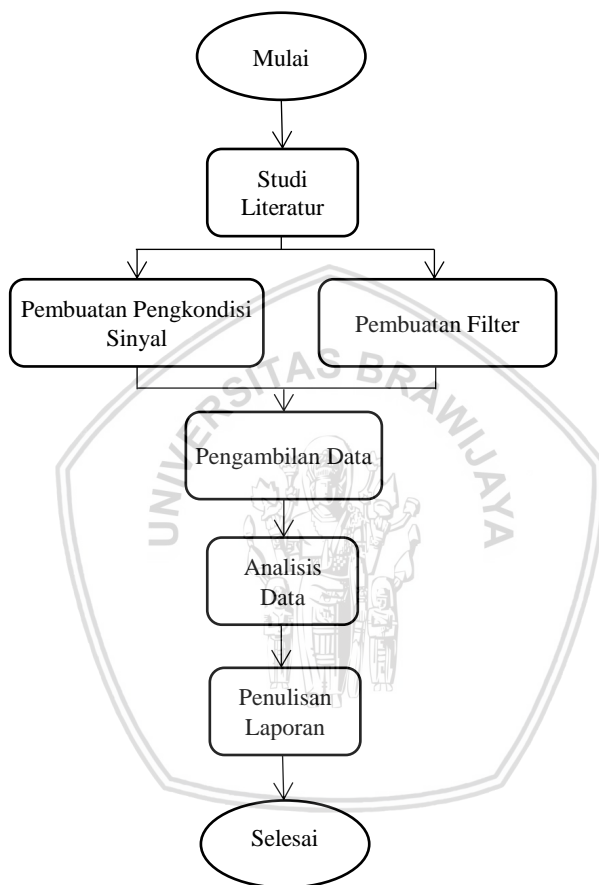 Mulai
Studi
Literatur
Pembuatan Pengkondisi
Sinyal
Pembuatan Filter
UNIVERSITAS BRAWIJAYA
Pengambilan Data
Analisis
Data
Penulisan
Laporan
Selesai